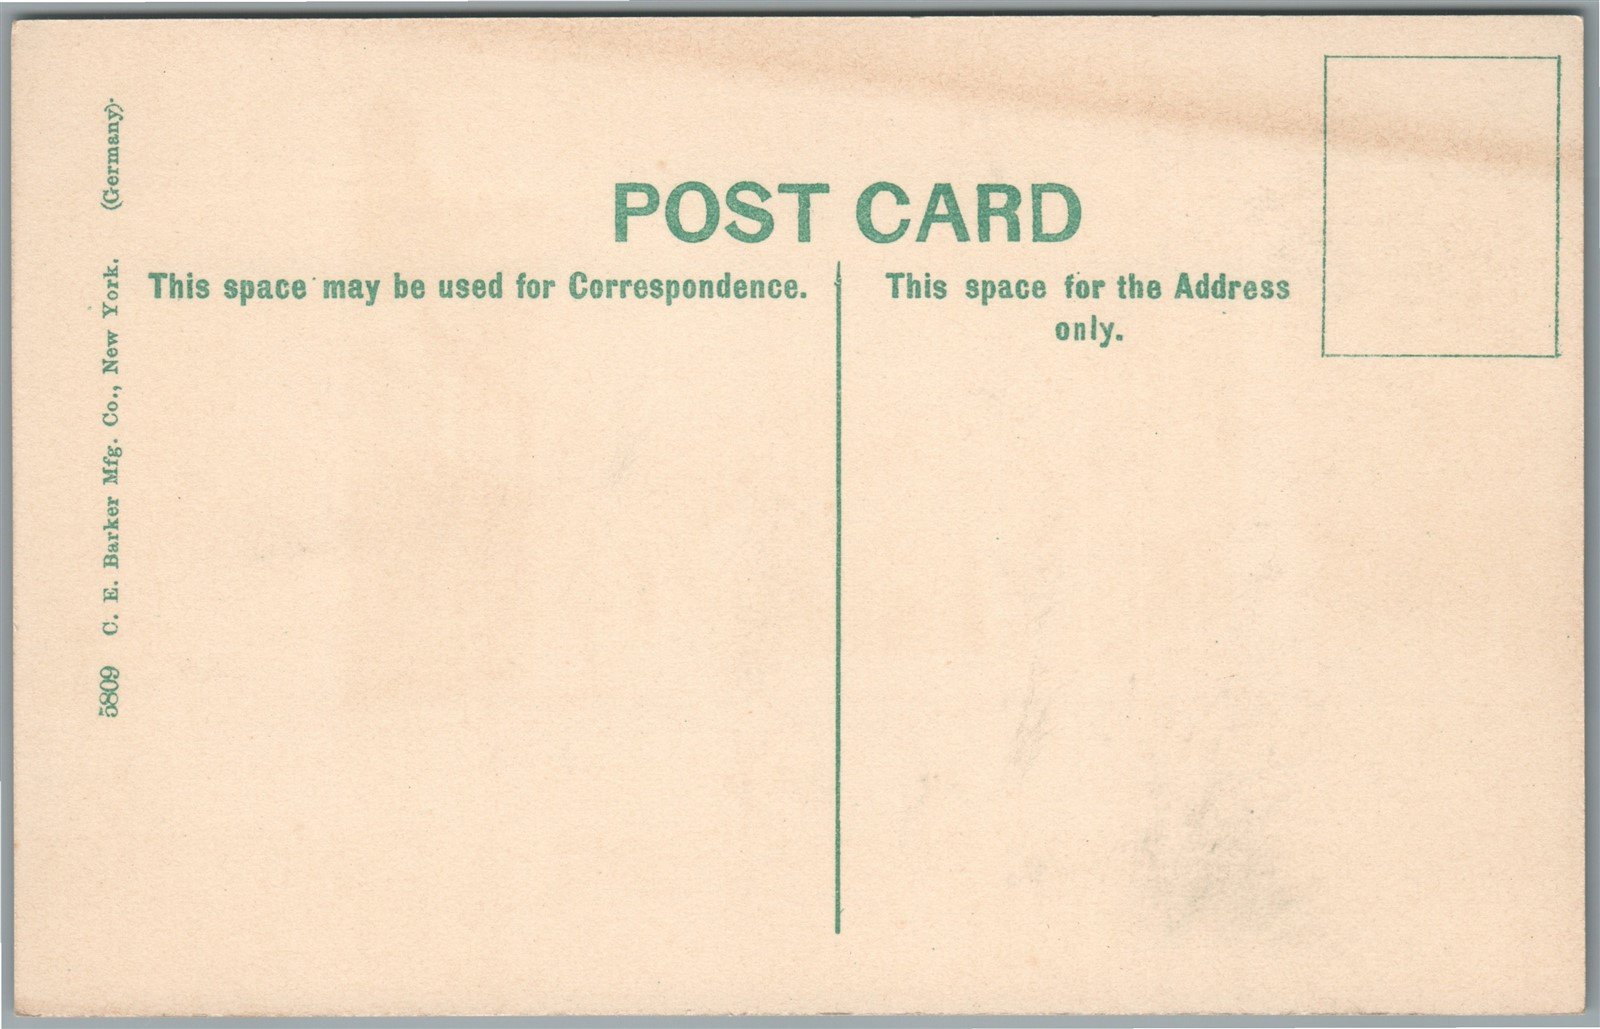 POST CARD
This space may be used for Correspondence.
This space for the Address
only.
5809 C. E. Barker Mfg. Co., New York. (Germany).